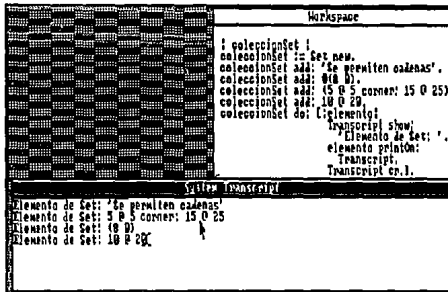 Workspace
| coleccionSet |
coleccionSet := Set new.
coleccionSet add: 'Se permiten cadenas'.
coleccionSet add: #(8 8).
coleccionSet add: (5 @ 5 corner: 15 @ 25)
coleccionSet add: 10 @ 20.
coleccionSet do: [:elemento|
Transcript show:
'Elemento de Set: '.
elemento printOn:
Transcript.
Transcript cr.].
System Transcript
Elemento de Set: 'Se permiten cadenas'
Elemento de Set: 5 @ 5 corner: 15 @ 25
Elemento de Set: (8 8)
Elemento de Set: 10 @ 20